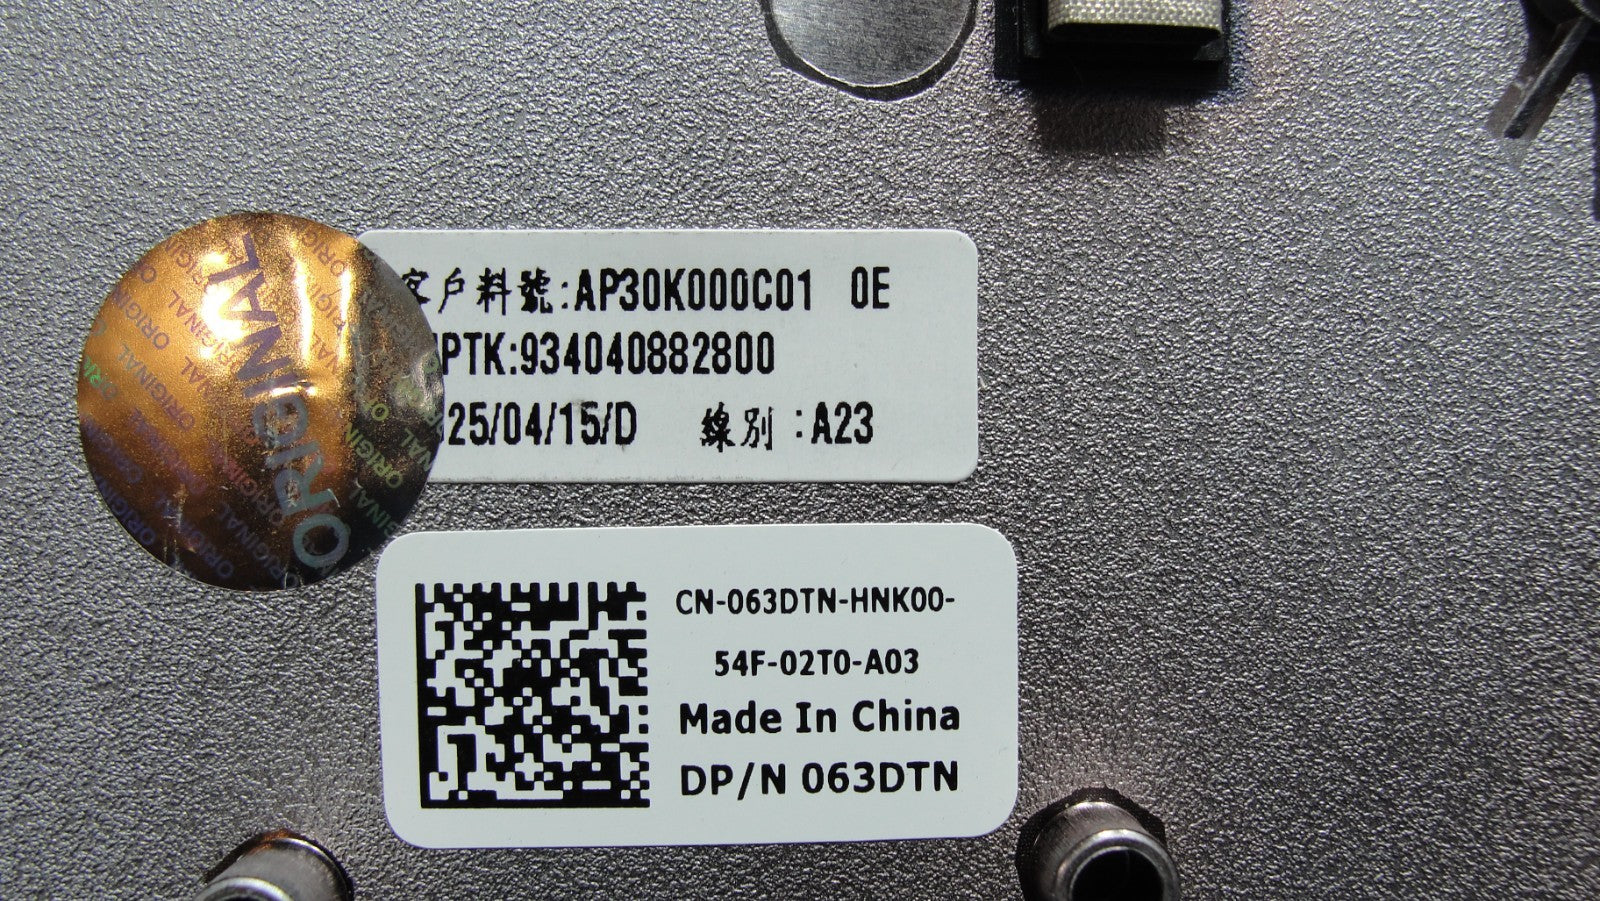 ORIGINAL
客戶料號:AP30K000C01 0E
PTK:934040882800
25/04/15/D 線別 :A23
CN-063DTN-HNK00-
54F-02T0-A03
Made In China
DP/N 063DTN